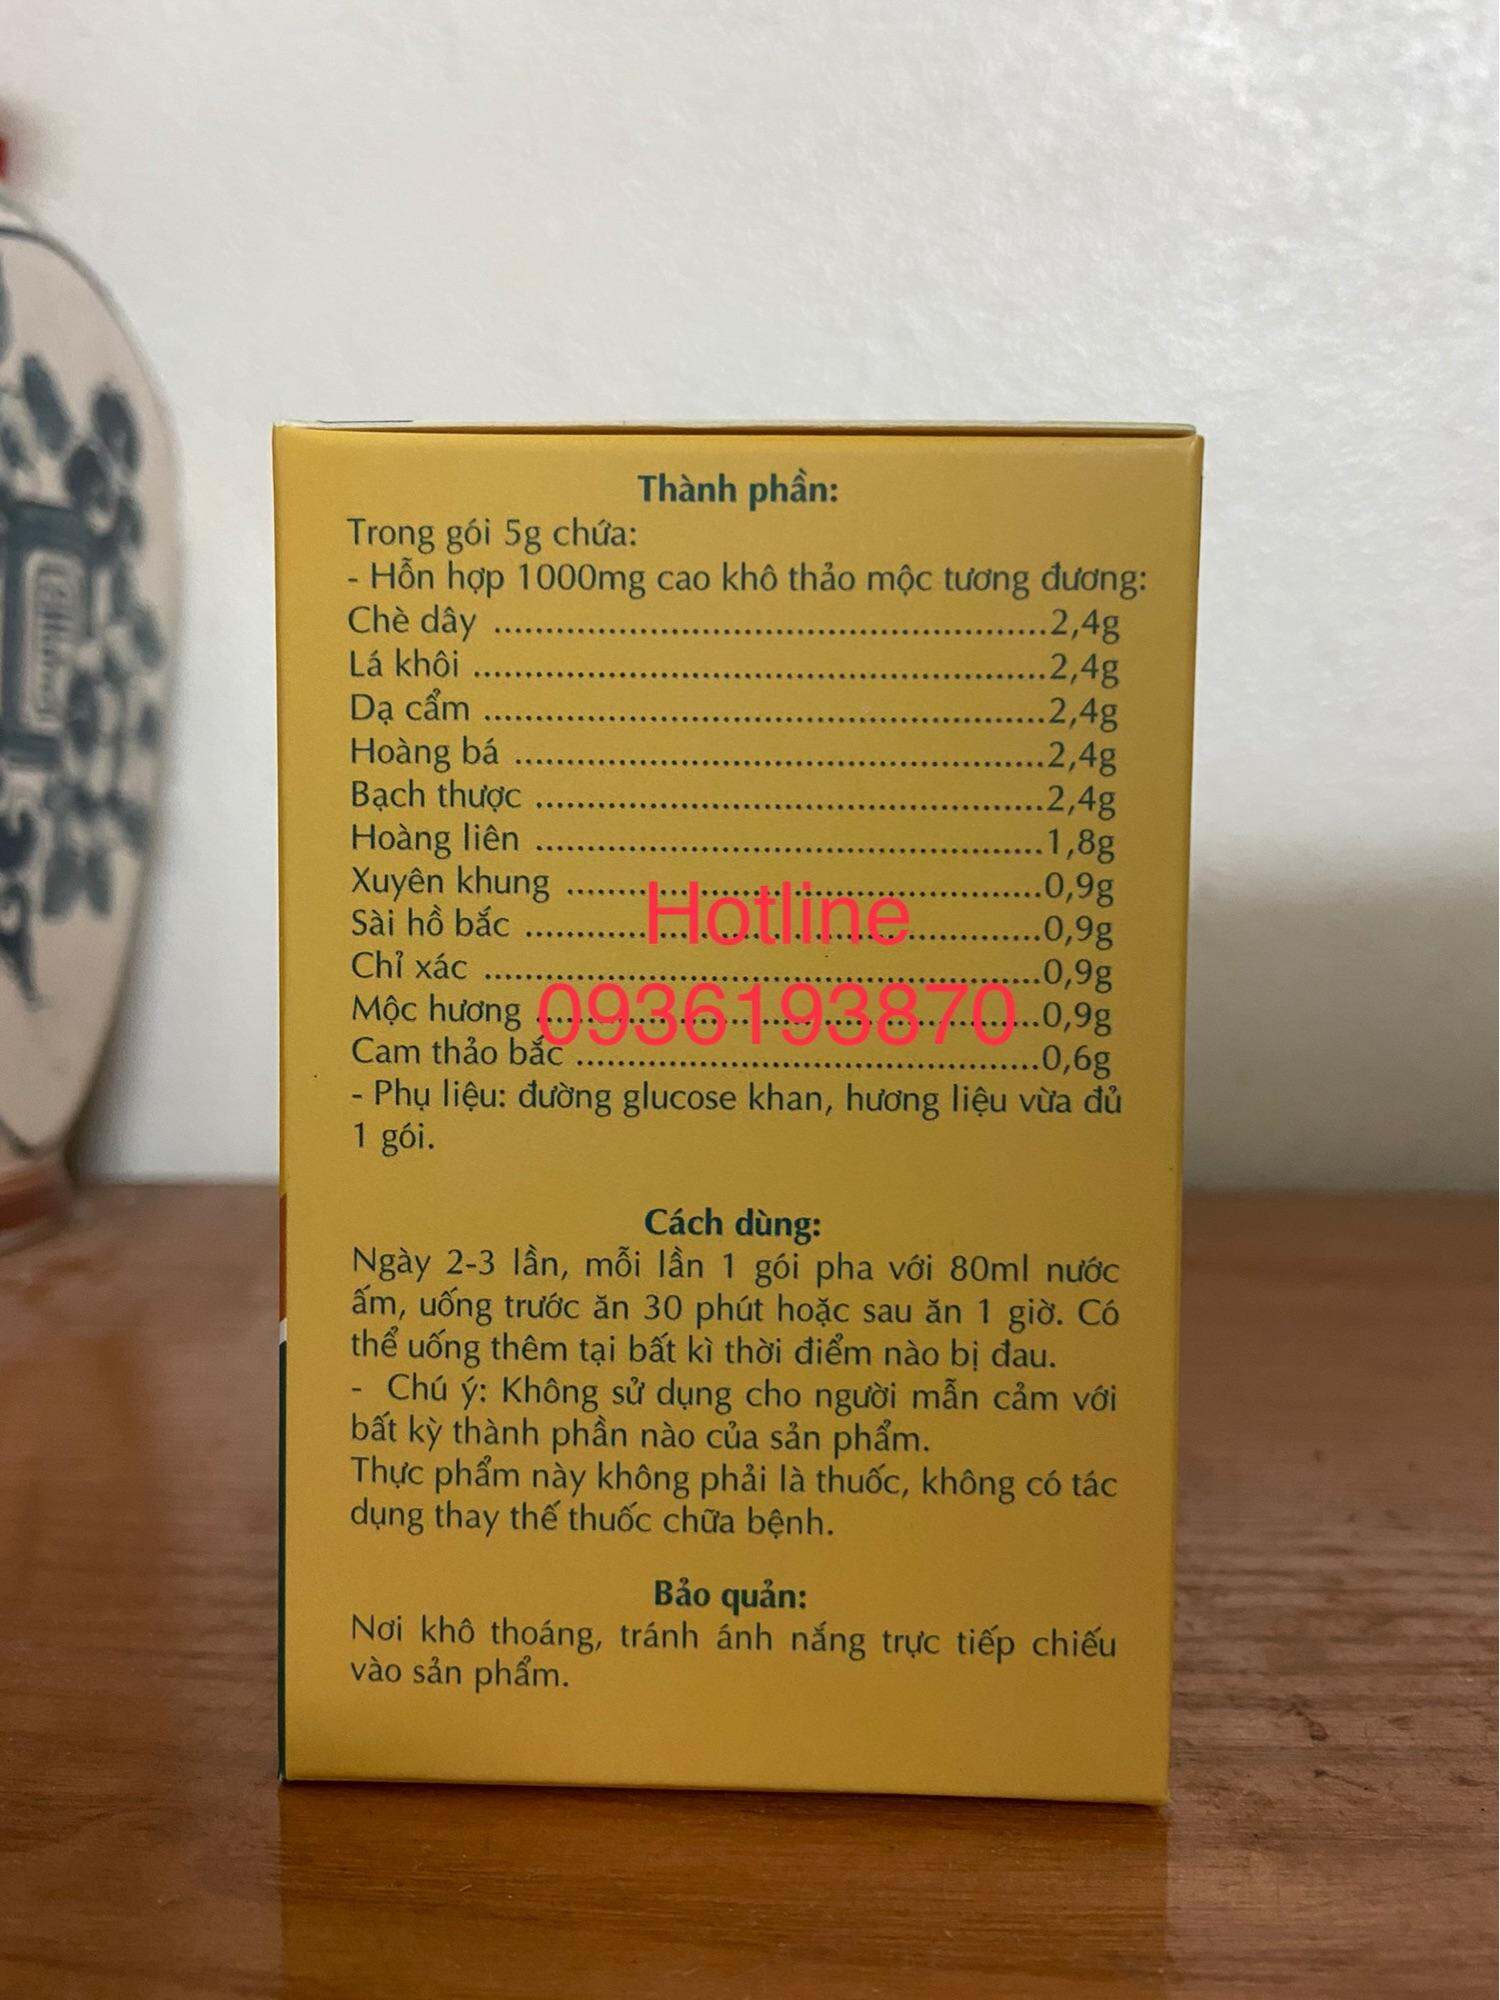 Thành phần:
Trong gói 5g chứa:
- Hỗn hợp 1000mg cao khô thảo mộc tương đương:
Chè dây ........................................................2,4g
Lá khôi ..........................................................2,4g
Dạ cẩm .........................................................2,4g
Hoàng bá ......................................................2,4g
Bạch thược ....................................................2,4g
Hoàng liên ....................................................1,8g
Xuyên khung ................................................0,9g
Sài hồ bắc .....................................................0,9g
Chỉ xác .........................................................0,9g
Mộc hương ...................................................0,9g
Cam thảo bắc ...............................................0,6g
- Phụ liệu: đường glucose khan, hương liệu vừa đủ
1 gói.
Hotline
0936193870
Cách dùng:
Ngày 2-3 lần, mỗi lần 1 gói pha với 80ml nước
ấm, uống trước ăn 30 phút hoặc sau ăn 1 giờ. Có
thể uống thêm tại bất kì thời điểm nào bị đau.
- Chú ý: Không sử dụng cho người mẫn cảm với
bất kỳ thành phần nào của sản phẩm.
Thực phẩm này không phải là thuốc, không có tác
dụng thay thế thuốc chữa bệnh.
Bảo quản:
Nơi khô thoáng, tránh ánh nắng trực tiếp chiếu
vào sản phẩm.